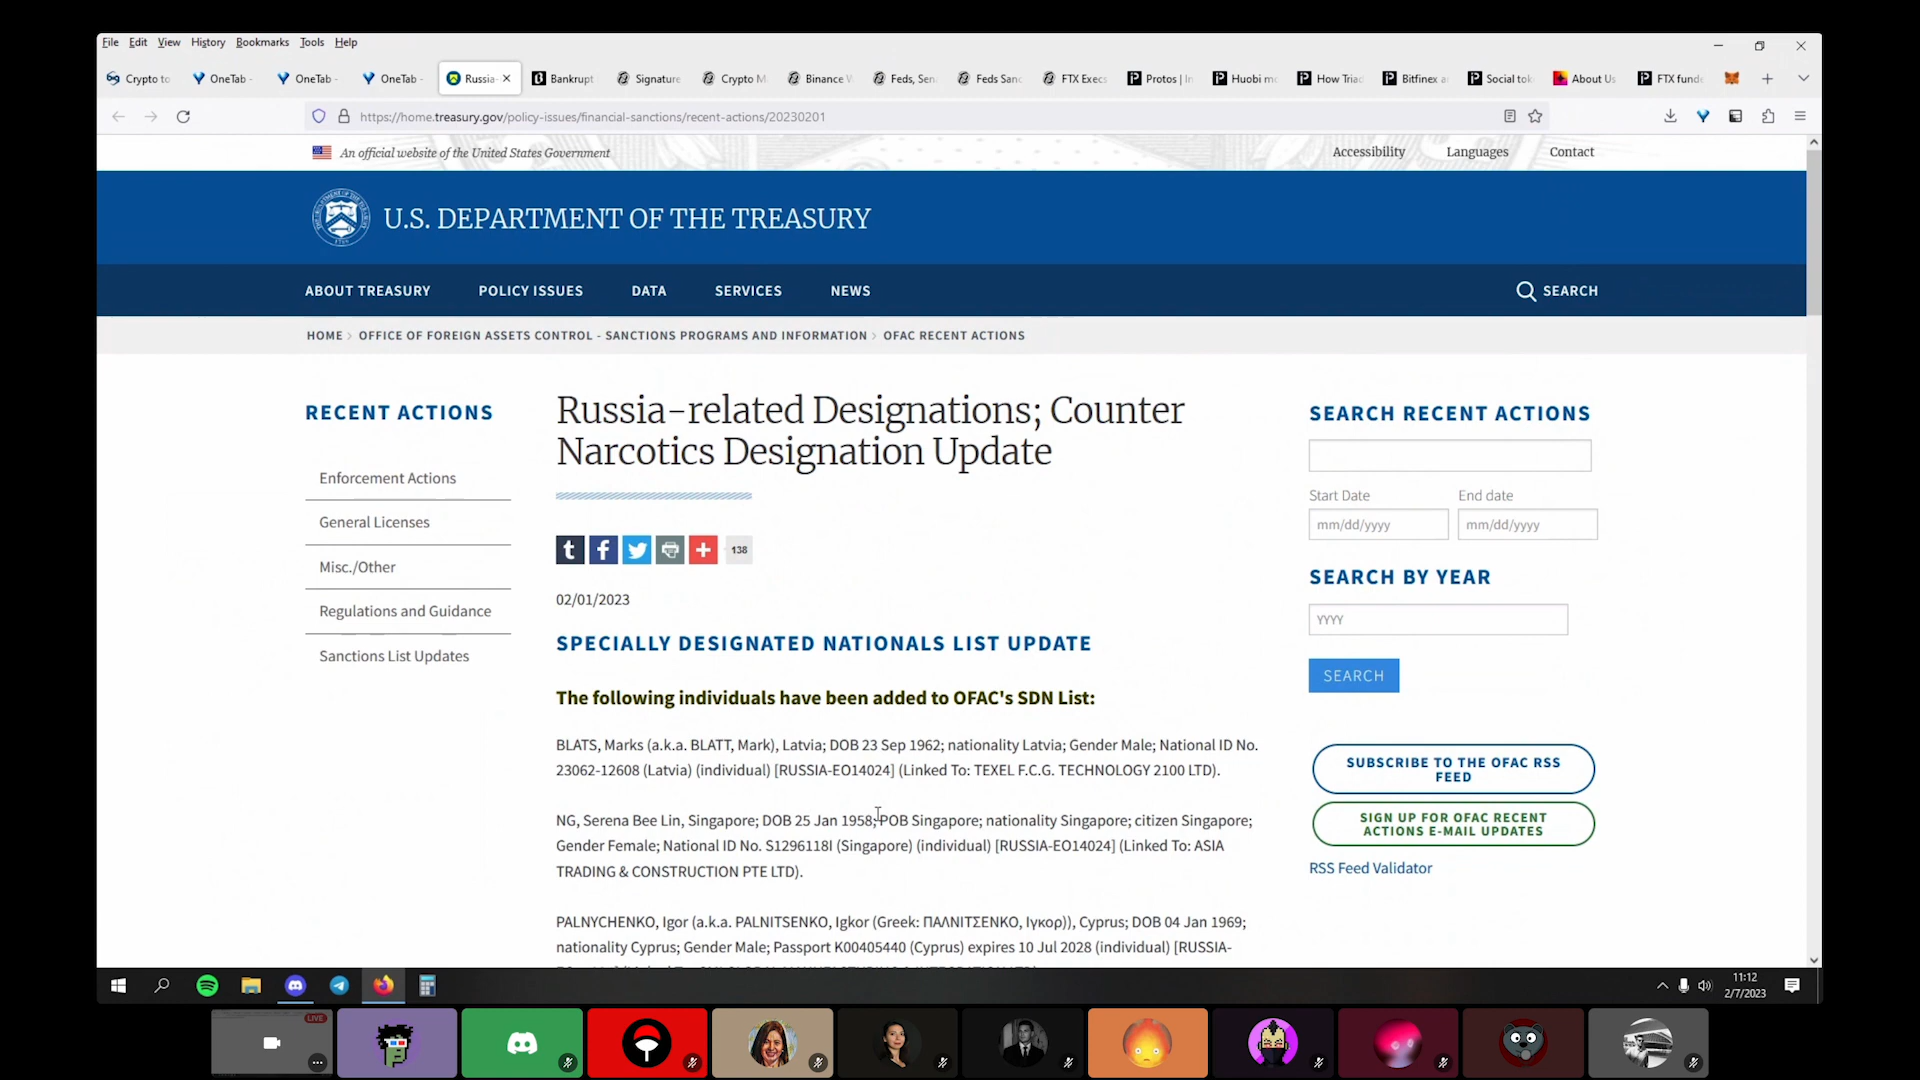 File Edit View History Bookmarks Tools Help
Crypto to OneTab - OneTab - OneTab - Russia- Bankrupt Signature Crypto M Binance Feds, Sen Feds Sanc FTX Execs Protos | In Huobi mo How Triad Bitfinex a Social tok About Us FTX fund
https://home.treasury.gov/policy-issues/financial-sanctions/recent-actions/20230201
An official website of the United States Government
Accessibility Languages Contact
U.S. DEPARTMENT OF THE TREASURY
ABOUT TREASURY POLICY ISSUES DATA SERVICES NEWS SEARCH
HOME > OFFICE OF FOREIGN ASSETS CONTROL - SANCTIONS PROGRAMS AND INFORMATION > OFAC RECENT ACTIONS
RECENT ACTIONS
Enforcement Actions
General Licenses
Misc./Other
Regulations and Guidance
Sanctions List Updates
Russia-related Designations; Counter
Narcotics Designation Update
138
02/01/2023
SPECIALLY DESIGNATED NATIONALS LIST UPDATE
The following individuals have been added to OFAC's SDN List:
BLATS, Marks (a.k.a. BLATT, Mark), Latvia; DOB 23 Sep 1962; nationality Latvia; Gender Male; National ID No.
23062-12608 (Latvia) (individual) [RUSSIA-EO14024] (Linked To: TEXEL F.C.G. TECHNOLOGY 2100 LTD).
NG, Serena Bee Lin, Singapore; DOB 25 Jan 1958; POB Singapore; nationality Singapore; citizen Singapore;
Gender Female; National ID No. S1296118I (Singapore) (individual) [RUSSIA-EO14024] (Linked To: ASIA
TRADING & CONSTRUCTION PTE LTD).
PALNYCHENKO, Igor (a.k.a. PALNITSENKO, Igkor (Greek: ΠΑΛΝΙΤΣΕΝΚΟ, Ιγκορ)), Cyprus; DOB 04 Jan 1969;
nationality Cyprus; Gender Male; Passport K00405440 (Cyprus) expires 10 Jul 2028 (individual) [RUSSIA-
SEARCH RECENT ACTIONS
Start Date End date
mm/dd/yyyy mm/dd/yyyy
SEARCH BY YEAR
YYYY
SEARCH
SUBSCRIBE TO THE OFAC RSS
FEED
SIGN UP FOR OFAC RECENT
ACTIONS E-MAIL UPDATES
RSS Feed Validator
11:12
2/7/2023
LIVE